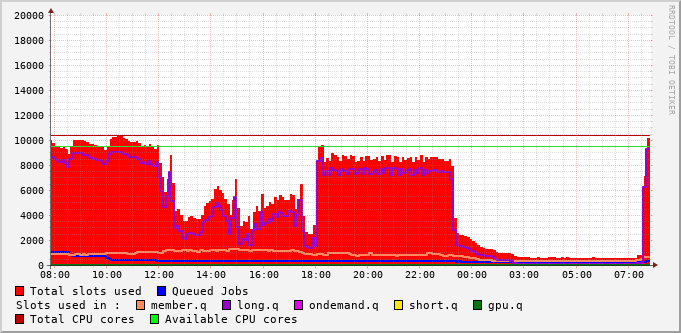 20000
18000
16000
14000
12000
10000
8000
6000
4000
2000
0
08:00 10:00 12:00 14:00 16:00 18:00 20:00 22:00 00:00 03:00 05:00 07:00
Total slots used Queued Jobs
Slots used in : member.q long.q ondemand.q short.q gpu.q
Total CPU cores Available CPU cores
RRDTOOL / TOBI OETIKER